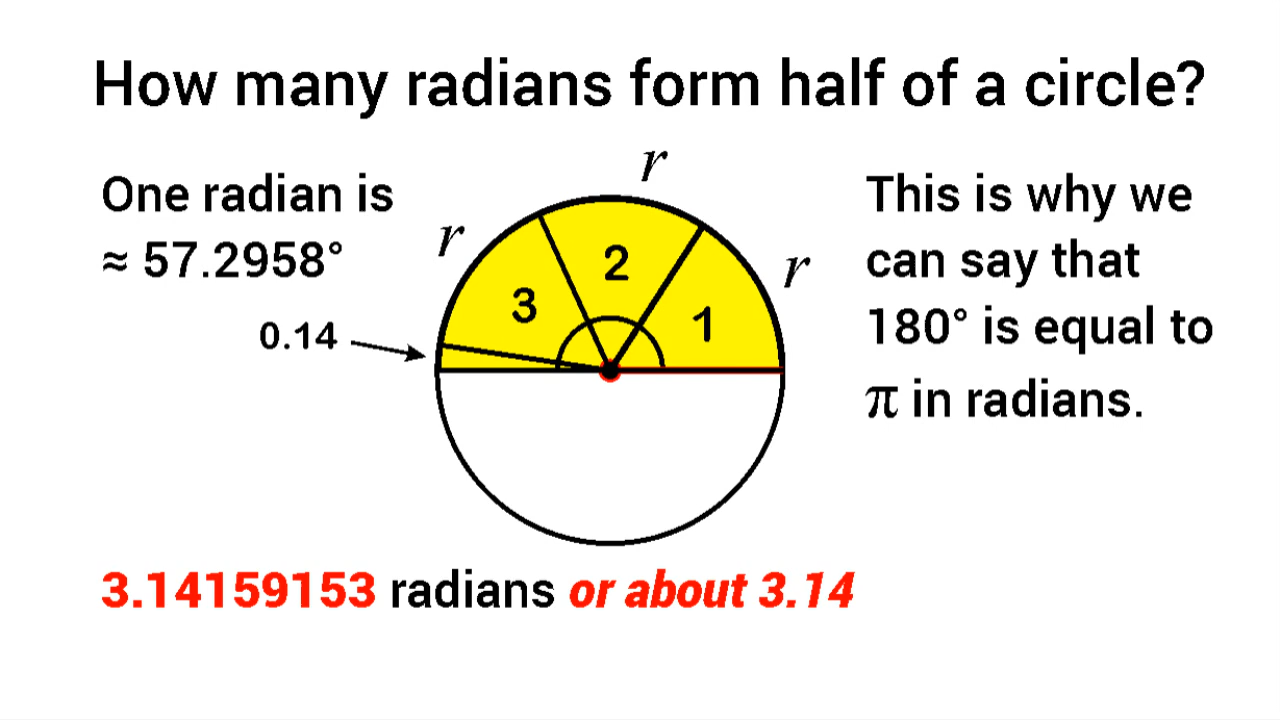 How many radians form half of a circle?
One radian is
≈ 57.2958°
r
r
r
This is why we
can say that
180° is equal to
π in radians.
0.14
3
2
1
3.14159153 radians or about 3.14